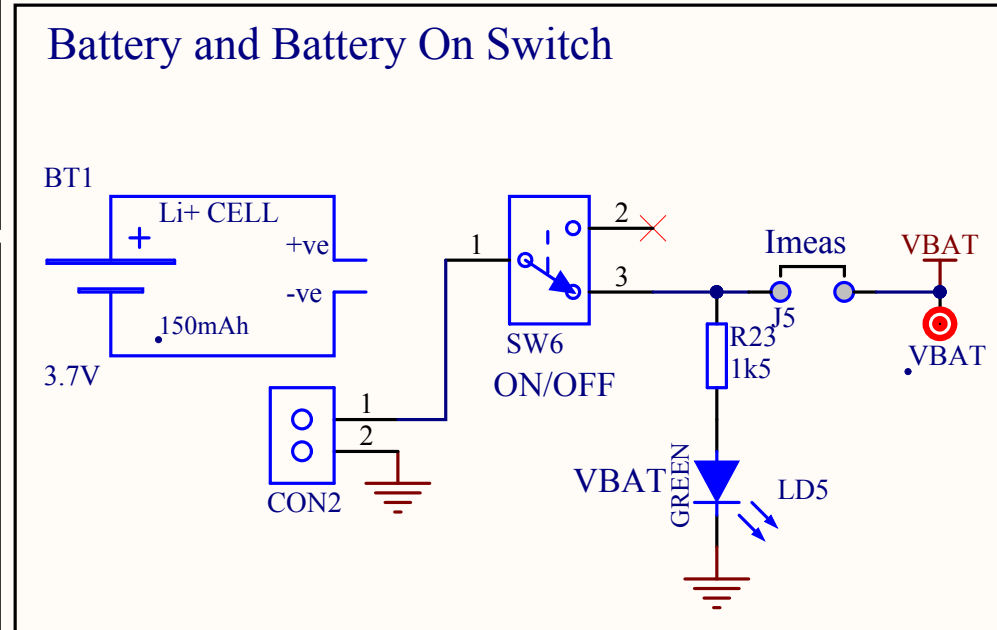 Battery and Battery On Switch
BT1
Li+ CELL
+
+ve
-ve
150mAh
3.7V
1
2
CON2
1
2
3
SW6
ON/OFF
Imeas
J5
VBAT
VBAT
R23
1k5
VBAT
GREEN
LD5